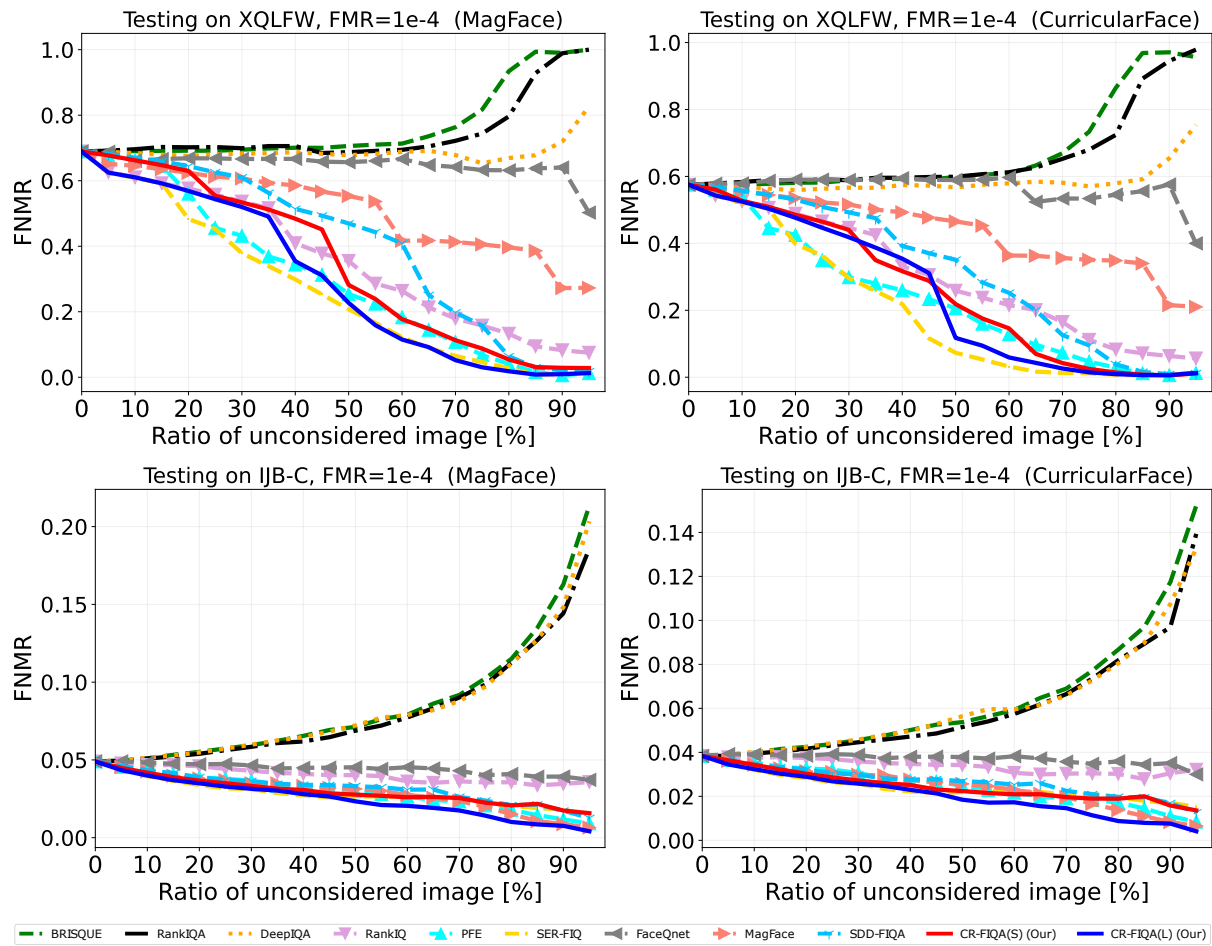 Testing on XQLFW, FMR=1e-4 (MagFace)
FNMR
1.0
0.8
0.6
0.4
0.2
0.0
0 10 20 30 40 50 60 70 80 90
Ratio of unconsidered image [%]
Testing on XQLFW, FMR=1e-4 (CurricularFace)
FNMR
1.0
0.8
0.6
0.4
0.2
0.0
0 10 20 30 40 50 60 70 80 90
Ratio of unconsidered image [%]
Testing on IJB-C, FMR=1e-4 (MagFace)
FNMR
0.20
0.15
0.10
0.05
0.00
0 10 20 30 40 50 60 70 80 90
Ratio of unconsidered image [%]
Testing on IJB-C, FMR=1e-4 (CurricularFace)
FNMR
0.14
0.12
0.10
0.08
0.06
0.04
0.02
0.00
0 10 20 30 40 50 60 70 80 90
Ratio of unconsidered image [%]
BRISQUE RankIQA DeepIQA RankIQ PFE SER-FIQ FaceQnet MagFace SDD-FIQA CR-FIQA(S) (Our) CR-FIQA(L) (Our)